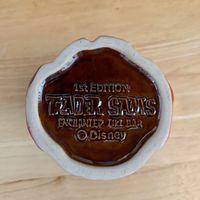 1st EDITION
TRADER SAM'S
ENCHANTED TIKI BAR
©Disney